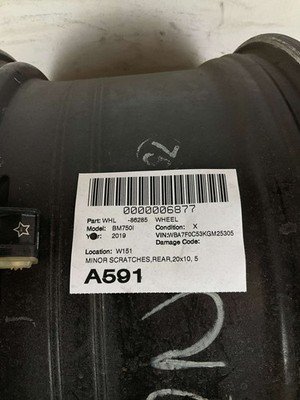 0000006877
Part: WHL -86285 WHEEL
Model: BM750I Condition: X
Year: 2019 VIN:WBA7F0C53KGM25305
Damage Code:
Location: W151
MINOR SCRATCHES,REAR,20x10, 5
A591